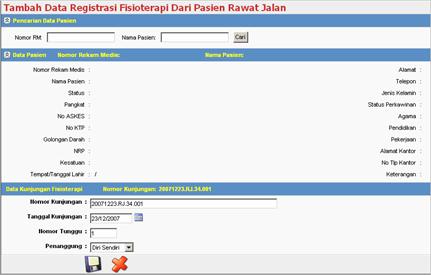 Tambah Data Registrasi Fisioterapi Dari Pasien Rawat Jalan
Pencarian Data Pasien
Nomor RM: Nama Pasien: Cari
Data Pasien Nomor Rekam Medis: Nama Pasien:
Nomor Rekam Medis : Alamat :
Nama Pasien : Telepon :
Status : Jenis Kelamin :
Pangkat : Status Perkawinan :
No ASKES : Agama :
No KTP : Pendidikan :
Golongan Darah : Pekerjaan :
NRP : Alamat Kantor :
Kesatuan : No Tlp Kantor :
Tempat/Tanggal Lahir : / Keterangan :
Data Kunjungan Fisioterapi Nomor Kunjungan: 20071223.RJ.34.001
Nomor Kunjungan : 20071223.RJ.34.001
Tanggal Kunjungan : 23/12/2007
Nomor Tunggu : 1
Penanggung : Diri Sendiri